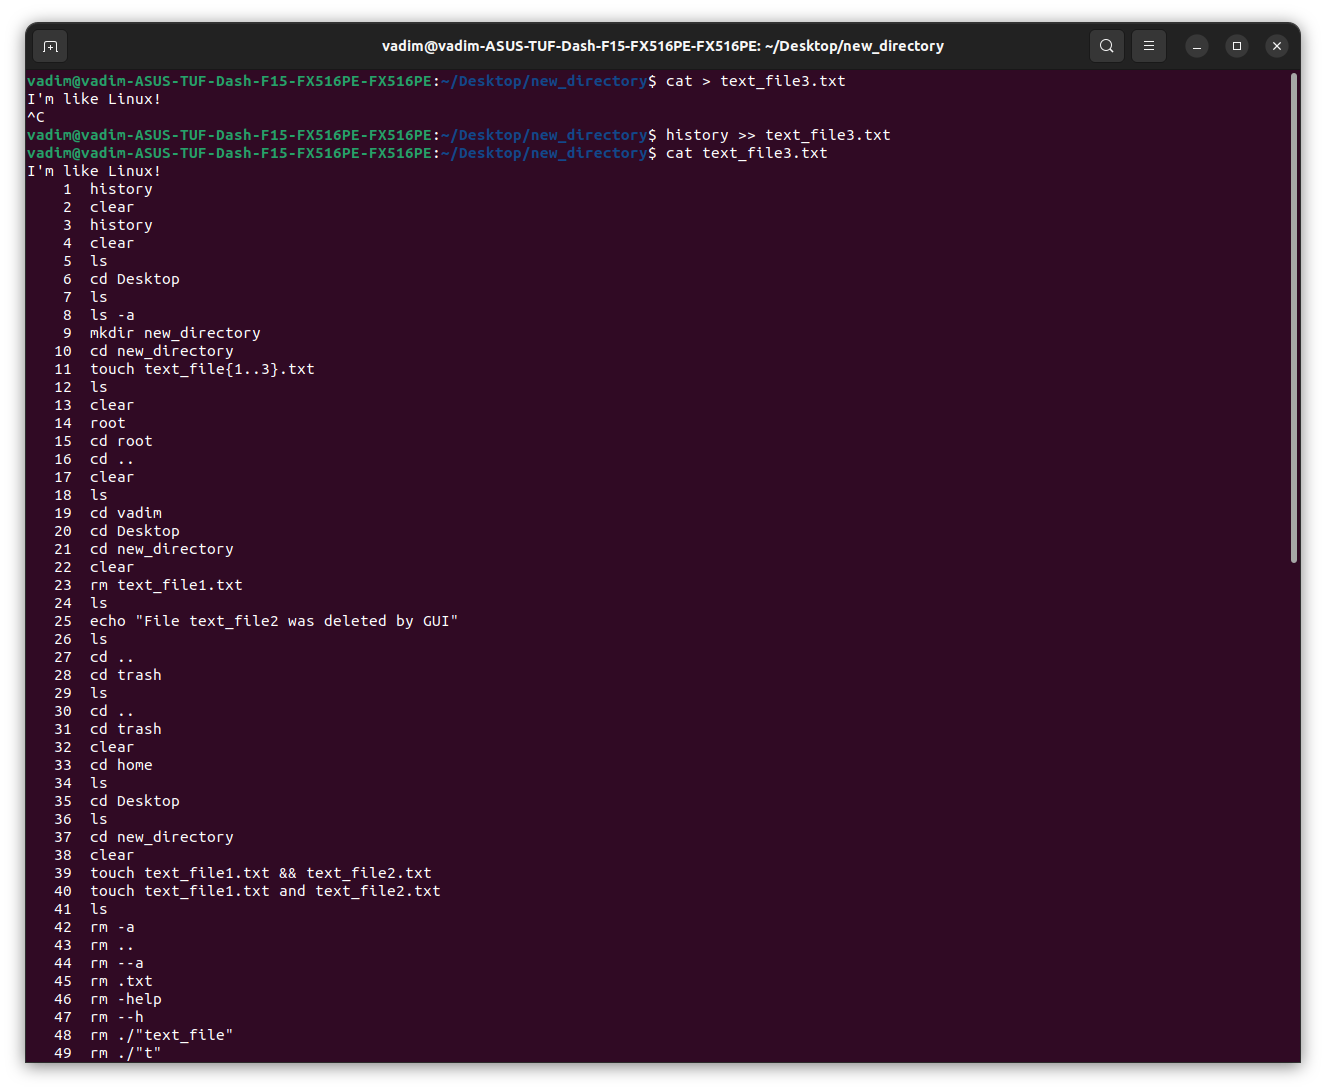 vadim@vadim-ASUS-TUF-Dash-F15-FX516PE-FX516PE: ~/Desktop/new_directory
vadim@vadim-ASUS-TUF-Dash-F15-FX516PE-FX516PE:~/Desktop/new_directory$ cat > text_file3.txt
I'm like Linux!
^C
vadim@vadim-ASUS-TUF-Dash-F15-FX516PE-FX516PE:~/Desktop/new_directory$ history >> text_file3.txt
vadim@vadim-ASUS-TUF-Dash-F15-FX516PE-FX516PE:~/Desktop/new_directory$ cat text_file3.txt
I'm like Linux!
    1  history
    2  clear
    3  history
    4  clear
    5  ls
    6  cd Desktop
    7  ls
    8  ls -a
    9  mkdir new_directory
   10  cd new_directory
   11  touch text_file{1..3}.txt
   12  ls
   13  clear
   14  root
   15  cd root
   16  cd ..
   17  clear
   18  ls
   19  cd vadim
   20  cd Desktop
   21  cd new_directory
   22  clear
   23  rm text_file1.txt
   24  ls
   25  echo "File text_file2 was deleted by GUI"
   26  ls
   27  cd ..
   28  cd trash
   29  ls
   30  cd ..
   31  cd trash
   32  clear
   33  cd home
   34  ls
   35  cd Desktop
   36  ls
   37  cd new_directory
   38  clear
   39  touch text_file1.txt && text_file2.txt
   40  touch text_file1.txt and text_file2.txt
   41  ls
   42  rm -a
   43  rm ..
   44  rm --a
   45  rm .txt
   46  rm -help
   47  rm --h
   48  rm ./"text_file"
   49  rm ./"t"